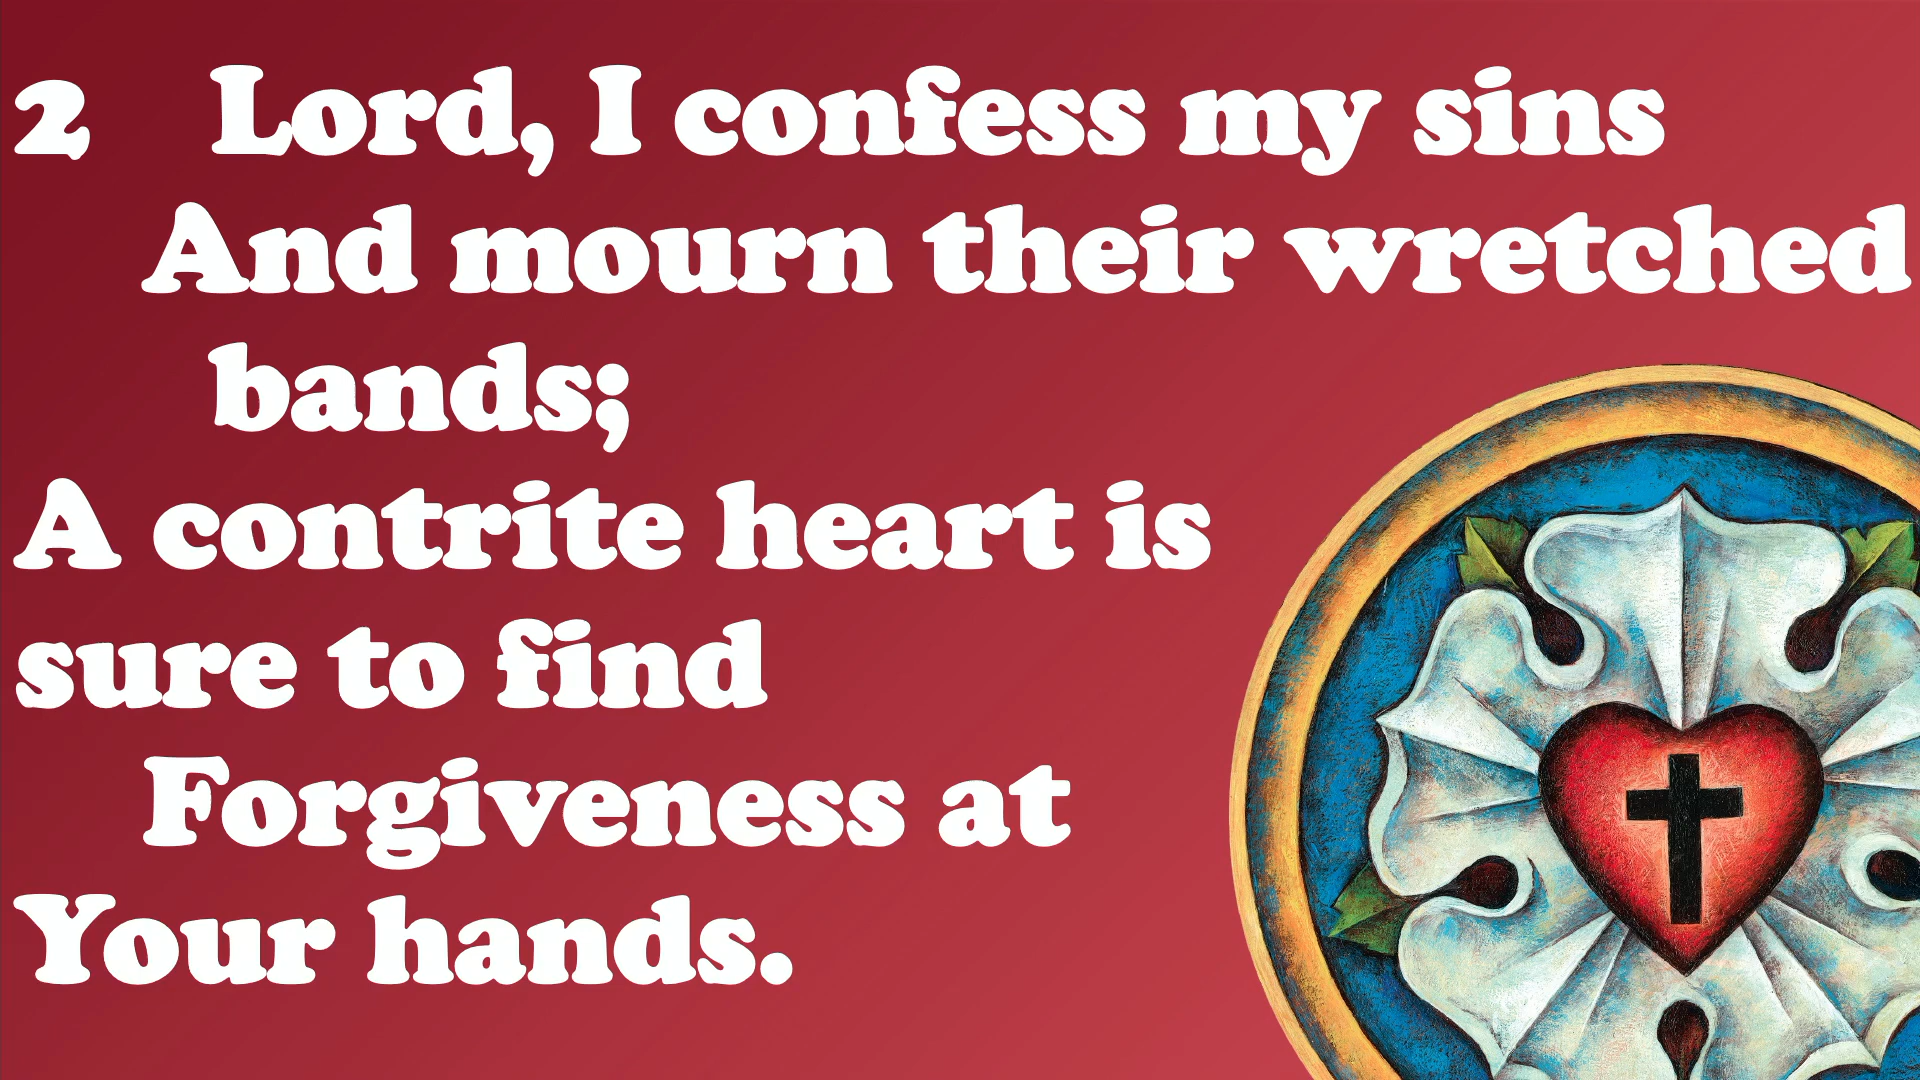 2 Lord, I confess my sins
And mourn their wretched
bands;
A contrite heart is
sure to find
Forgiveness at
Your hands.